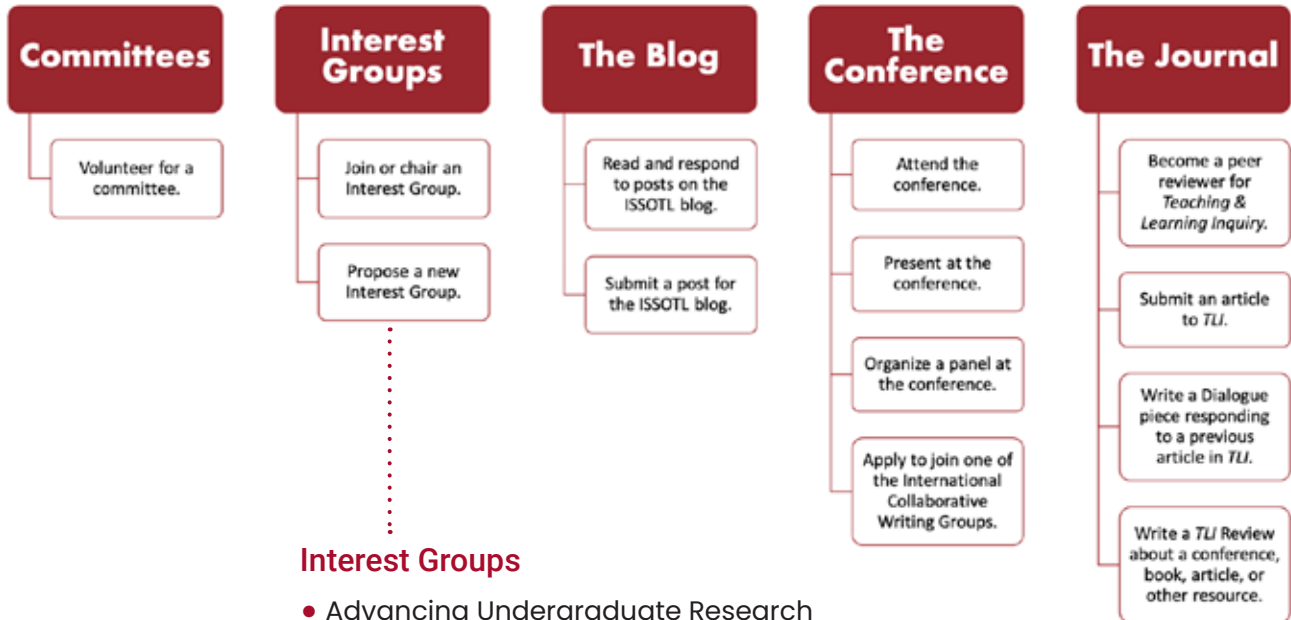 Committees
Volunteer for a
committee.
Interest
Groups
Join or chair an
Interest Group.
Propose a new
Interest Group.
The Blog
Read and respond
to posts on the
ISSOTL blog.
Submit a post for
the ISSOTL blog.
The
Conference
Attend the
conference.
Present at the
conference.
Organize a panel at
the conference.
Apply to join one of
the International
Collaborative
Writing Groups.
The Journal
Become a peer
reviewer for
Teaching &
Learning Inquiry.
Submit an article
to TLI.
Write a Dialogue
piece responding
to a previous
article in TLI.
Write a TLI Review
about a conference,
book, article, or
other resource.
Interest Groups
• Advancing Undergraduate Research